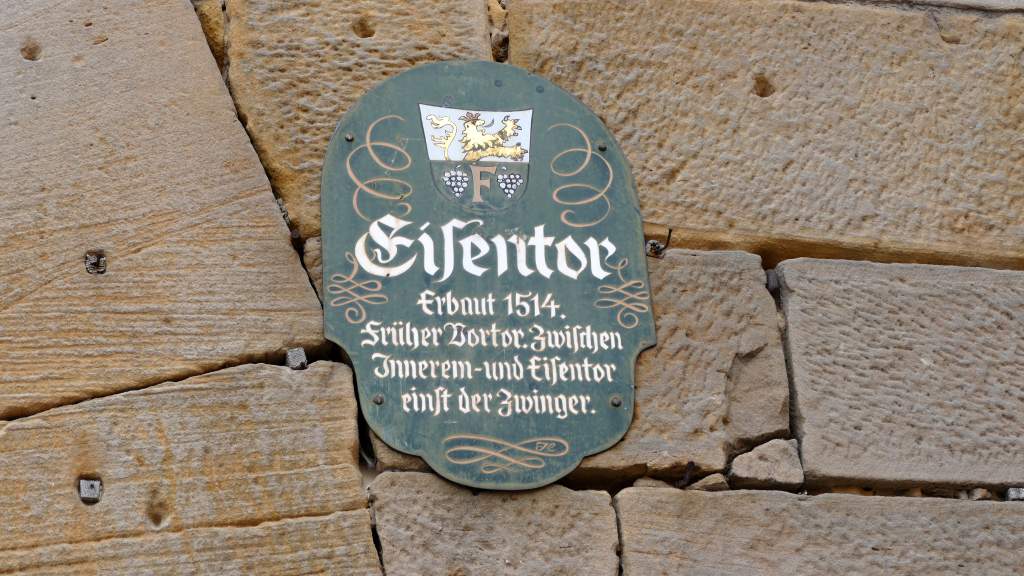 F
Eiſentor
Erbaut 1514.
Früher Vortor. Zwiſchen
Innerem- und Eiſentor
einſt der Zwinger.